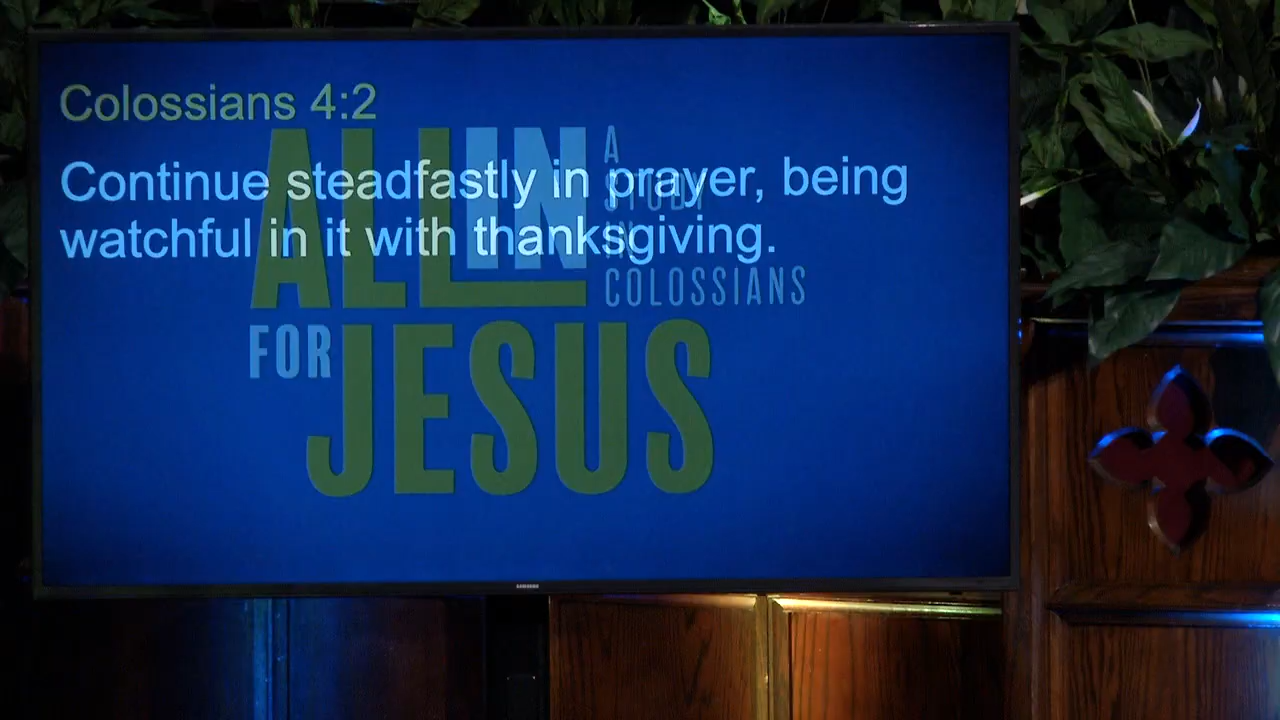 Colossians 4:2
Continue steadfastly in prayer, being
watchful in it with thanksgiving.
ALL IN
A
STUDY
IN
COLOSSIANS
FOR
JESUS
SAMSUNG